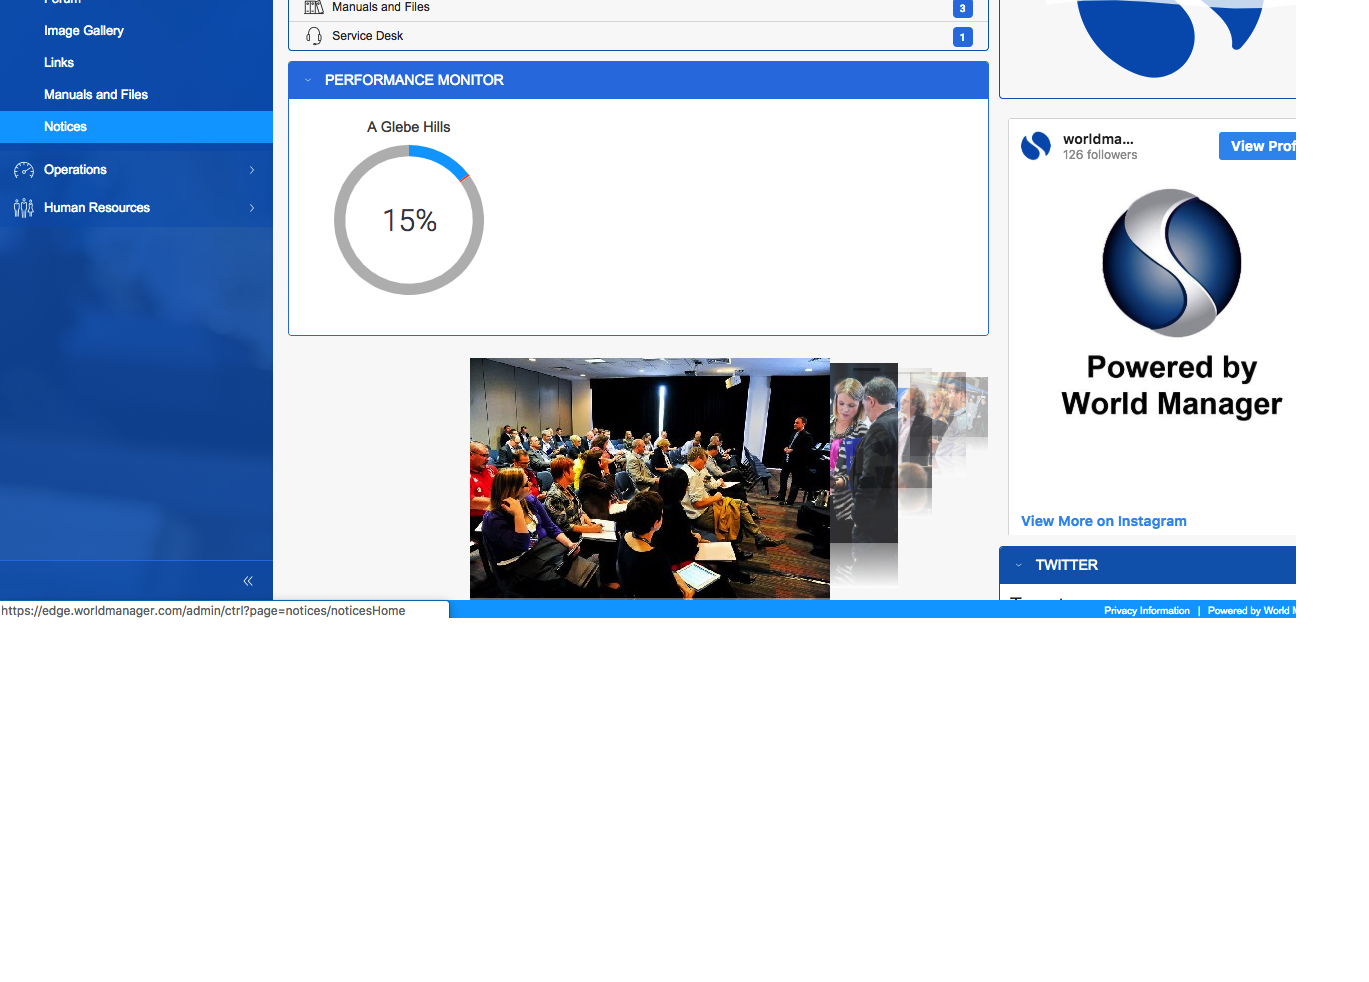 Image Gallery
Links
Manuals and Files
Notices
Operations
Human Resources
Manuals and Files 3
Service Desk 1
PERFORMANCE MONITOR
A Glebe Hills
15%
worldma...
126 followers
View Prof
Powered by
World Manager
View More on Instagram
TWITTER
https://edge.worldmanager.com/admin/ctrl?page=notices/noticesHome
Privacy Information | Powered by World M